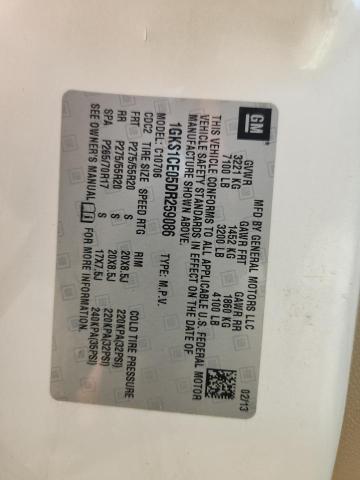 GM
MFD BY GENERAL MOTORS LLC
02/13
GVWR GAWR FRT GAWR RR
3221 KG 1452 KG 1860 KG
7100 LB 3200 LB 4100 LB
THIS VEHICLE CONFORMS TO ALL APPLICABLE U.S. FEDERAL MOTOR
VEHICLE SAFETY STANDARDS IN EFFECT ON THE DATE OF
MANUFACTURE SHOWN ABOVE.
1GKS1CE05DR259086 TYPE: M.P.V.
MODEL: C10706
CDC2 TIRE SIZE SPEED RTG RIM COLD TIRE PRESSURE
FRT P275/55R20 S 20X8.5J 220KPA(32PSI)
RR P275/55R20 S 20X8.5J 220KPA(32PSI)
SPA P265/70R17 S 17X7.5J 240KPA(35PSI)
SEE OWNER'S MANUAL FOR MORE INFORMATION.